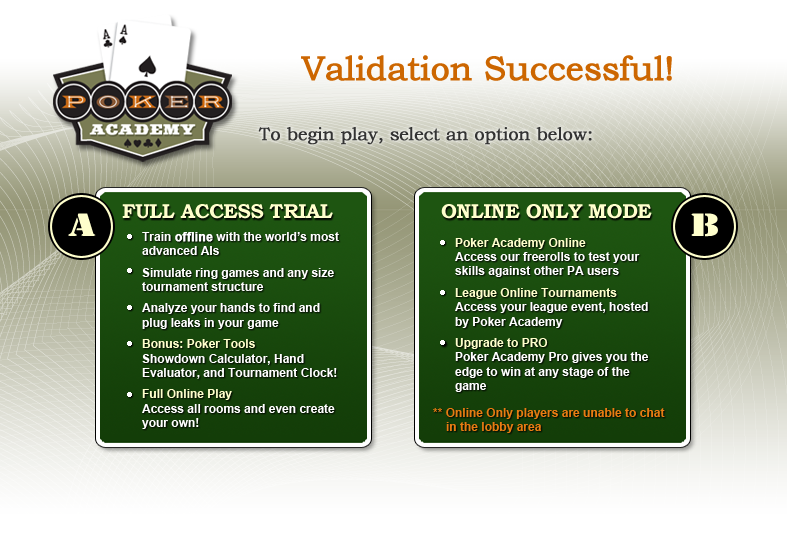 A
A
POKER
ACADEMY
Validation Successful!
To begin play, select an option below:
A
FULL ACCESS TRIAL
• Train offline with the world's most
advanced AIs
• Simulate ring games and any size
tournament structure
• Analyze your hands to find and
plug leaks in your game
• Bonus: Poker Tools
Showdown Calculator, Hand
Evaluator, and Tournament Clock!
• Full Online Play
Access all rooms and even create
your own!
ONLINE ONLY MODE
B
• Poker Academy Online
Access our freerolls to test your
skills against other PA users
• League Online Tournaments
Access your league event, hosted
by Poker Academy
• Upgrade to PRO
Poker Academy Pro gives you the
edge to win at any stage of the
game
** Online Only players are unable to chat
in the lobby area